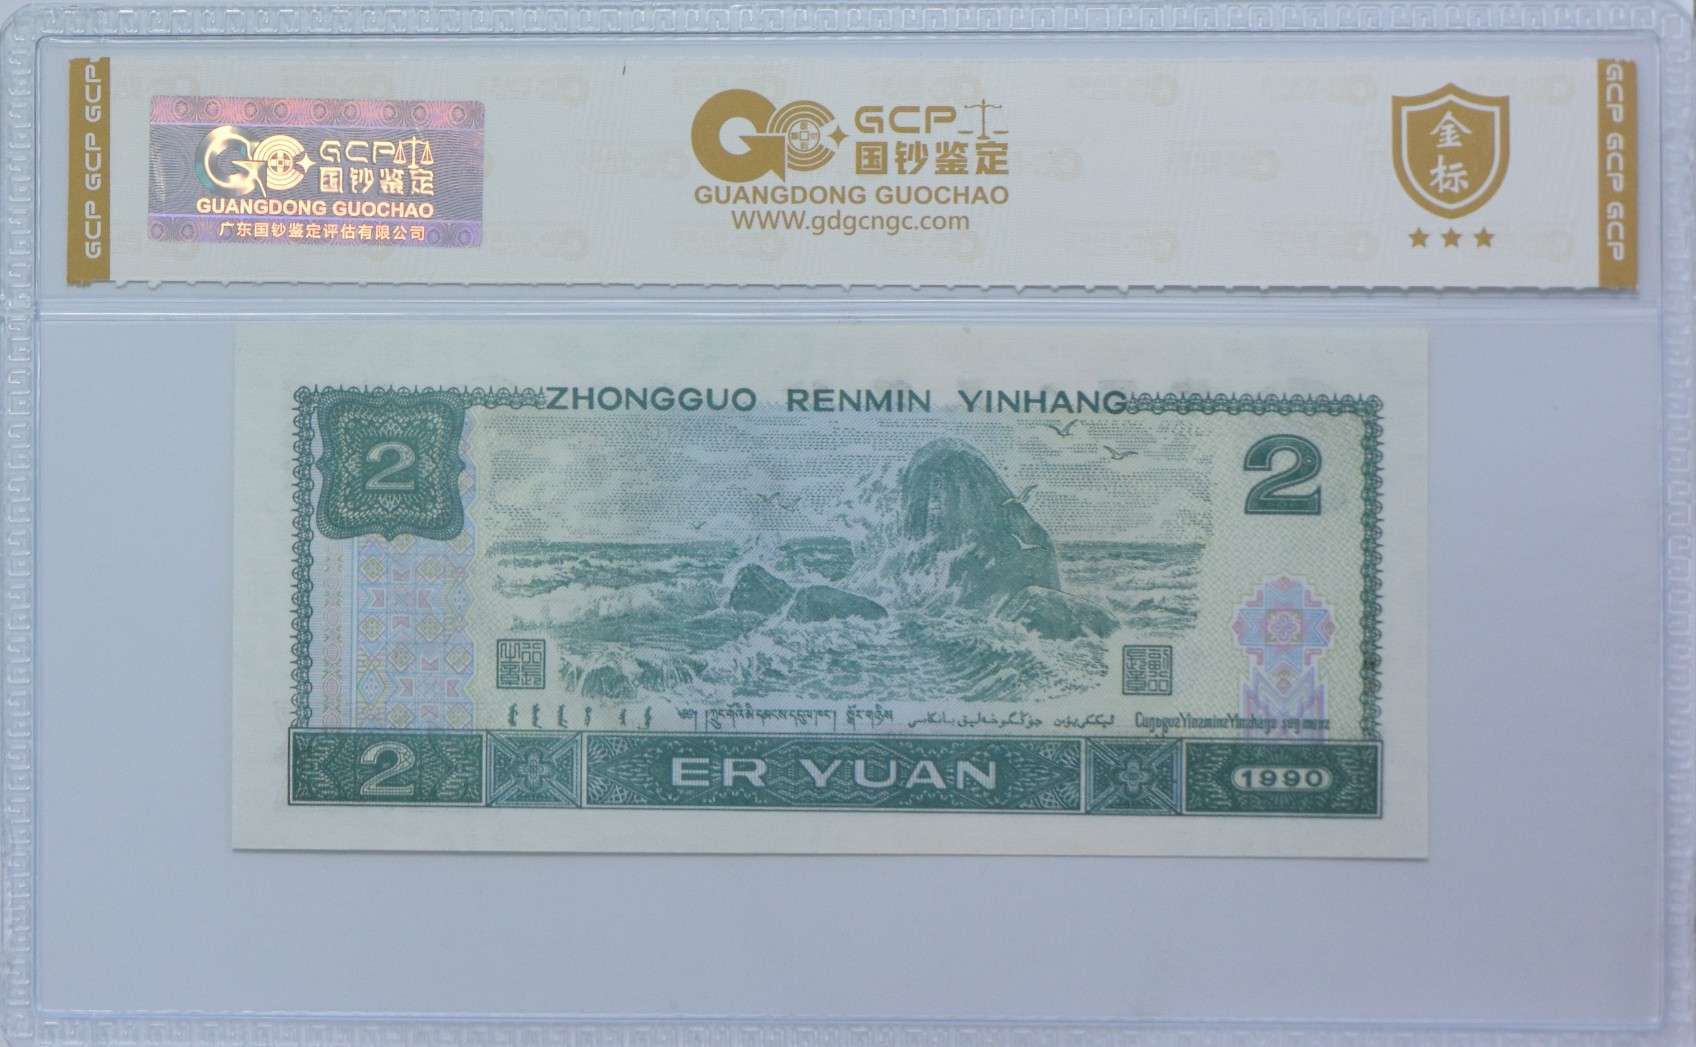 GCP GCP GCP
GCP
国钞鉴定
GUANGDONG GUOCHAO
广东国钞鉴定评估有限公司
GCP
国钞鉴定
GUANGDONG GUOCHAO
WWW.gdgcngc.com
金标
GCP GCP GCP
ZHONGGUO RENMIN YINHANG
2
2
2
ER YUAN
1990